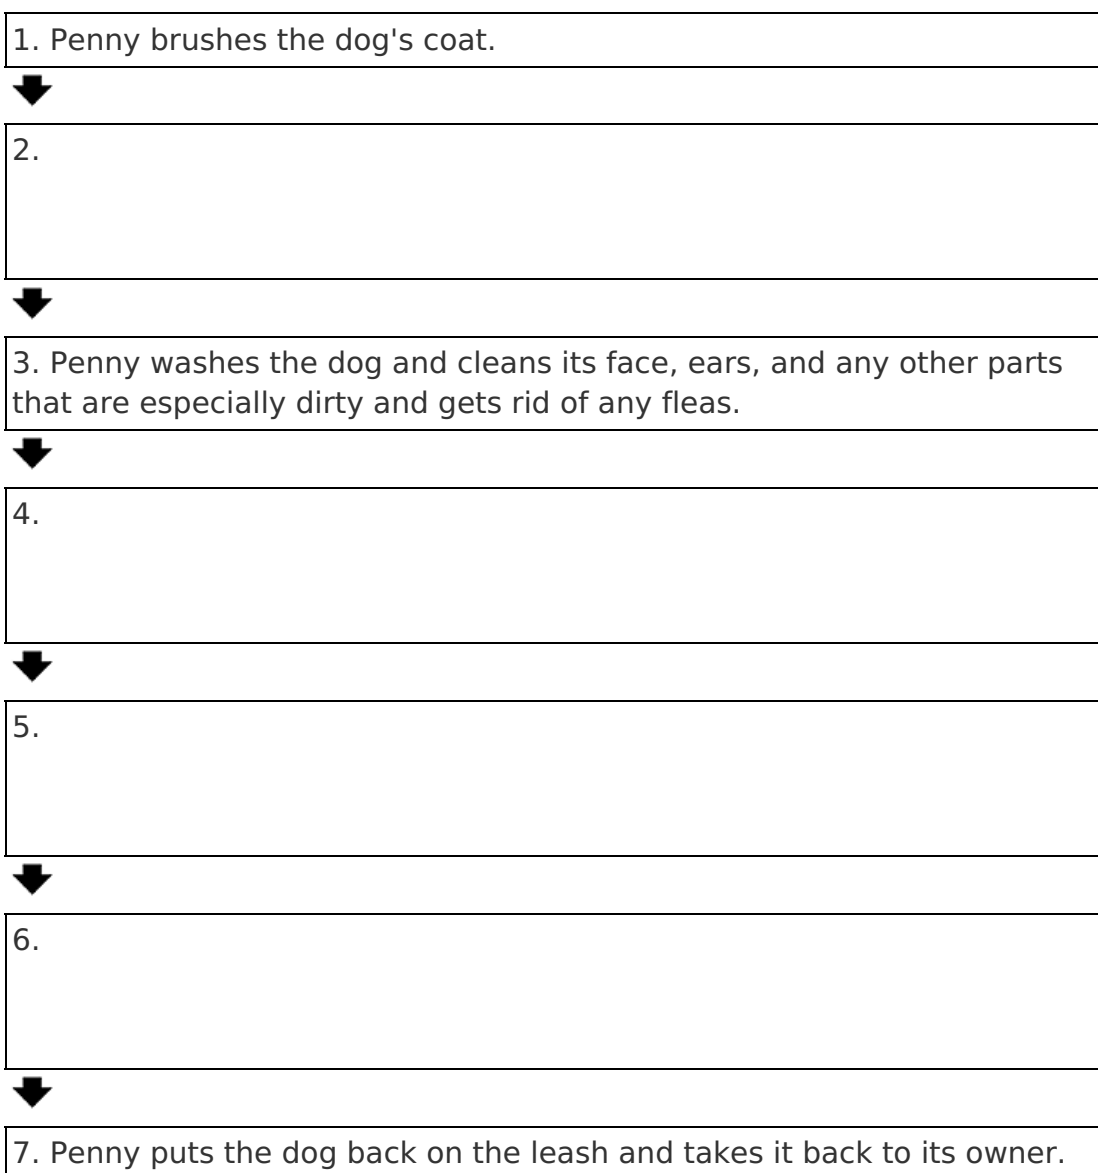 1. Penny brushes the dog's coat.
2.
3. Penny washes the dog and cleans its face, ears, and any other parts
that are especially dirty and gets rid of any fleas.
4.
5.
6.
7. Penny puts the dog back on the leash and takes it back to its owner.